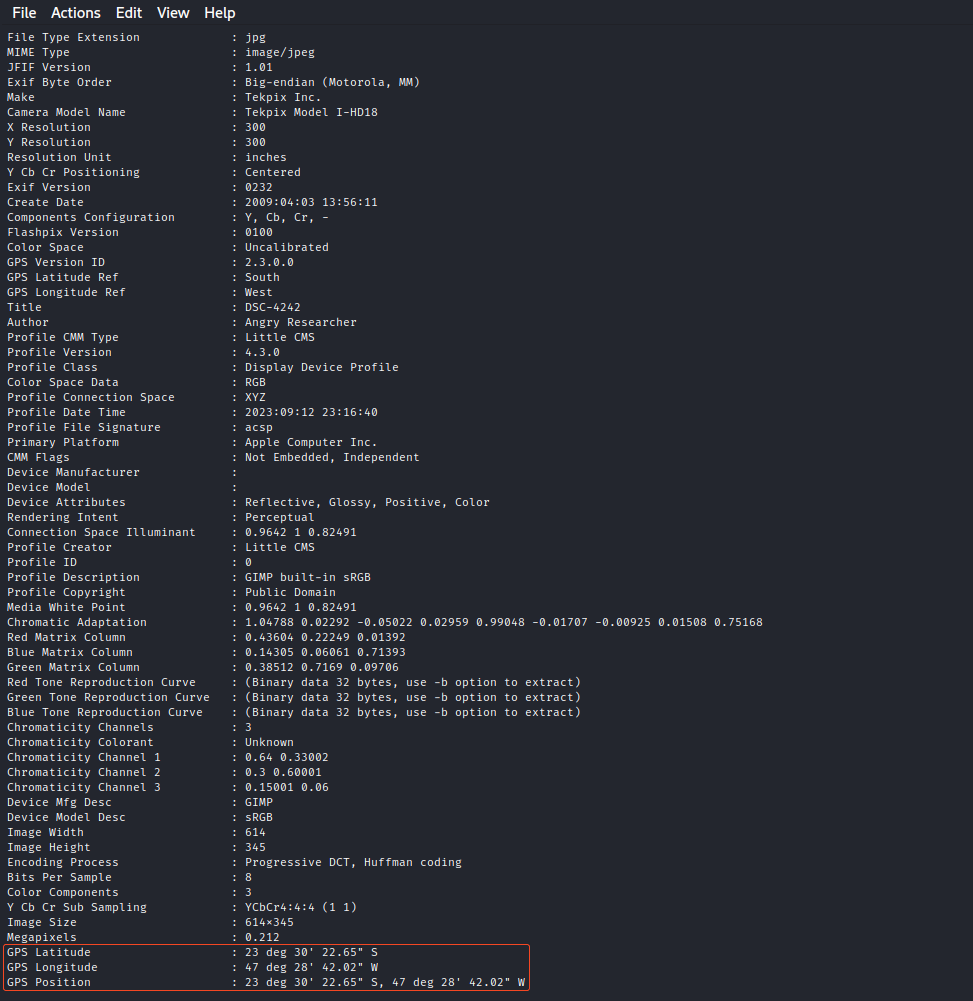 File Actions Edit View Help
File Type Extension : jpg
MIME Type : image/jpeg
JFIF Version : 1.01
Exif Byte Order : Big-endian (Motorola, MM)
Make : Tekpix Inc.
Camera Model Name : Tekpix Model I-HD18
X Resolution : 300
Y Resolution : 300
Resolution Unit : inches
Y Cb Cr Positioning : Centered
Exif Version : 0232
Create Date : 2009:04:03 13:56:11
Components Configuration : Y, Cb, Cr, -
Flashpix Version : 0100
Color Space : Uncalibrated
GPS Version ID : 2.3.0.0
GPS Latitude Ref : South
GPS Longitude Ref : West
Title : DSC-4242
Author : Angry Researcher
Profile CMM Type : Little CMS
Profile Version : 4.3.0
Profile Class : Display Device Profile
Color Space Data : RGB
Profile Connection Space : XYZ
Profile Date Time : 2023:09:12 23:16:40
Profile File Signature : acsp
Primary Platform : Apple Computer Inc.
CMM Flags : Not Embedded, Independent
Device Manufacturer :
Device Model :
Device Attributes : Reflective, Glossy, Positive, Color
Rendering Intent : Perceptual
Connection Space Illuminant : 0.9642 1 0.82491
Profile Creator : Little CMS
Profile ID : 0
Profile Description : GIMP built-in sRGB
Profile Copyright : Public Domain
Media White Point : 0.9642 1 0.82491
Chromatic Adaptation : 1.04788 0.02292 -0.05022 0.02959 0.99048 -0.01707 -0.00925 0.01508 0.75168
Red Matrix Column : 0.43604 0.22249 0.01392
Blue Matrix Column : 0.14305 0.06061 0.71393
Green Matrix Column : 0.38512 0.7169 0.09706
Red Tone Reproduction Curve : (Binary data 32 bytes, use -b option to extract)
Green Tone Reproduction Curve : (Binary data 32 bytes, use -b option to extract)
Blue Tone Reproduction Curve : (Binary data 32 bytes, use -b option to extract)
Chromaticity Channels : 3
Chromaticity Colorant : Unknown
Chromaticity Channel 1 : 0.64 0.33002
Chromaticity Channel 2 : 0.3 0.60001
Chromaticity Channel 3 : 0.15001 0.06
Device Mfg Desc : GIMP
Device Model Desc : sRGB
Image Width : 614
Image Height : 345
Encoding Process : Progressive DCT, Huffman coding
Bits Per Sample : 8
Color Components : 3
Y Cb Cr Sub Sampling : YCbCr4:4:4 (1 1)
Image Size : 614×345
Megapixels : 0.212
GPS Latitude : 23 deg 30' 22.65" S
GPS Longitude : 47 deg 28' 42.02" W
GPS Position : 23 deg 30' 22.65" S, 47 deg 28' 42.02" W